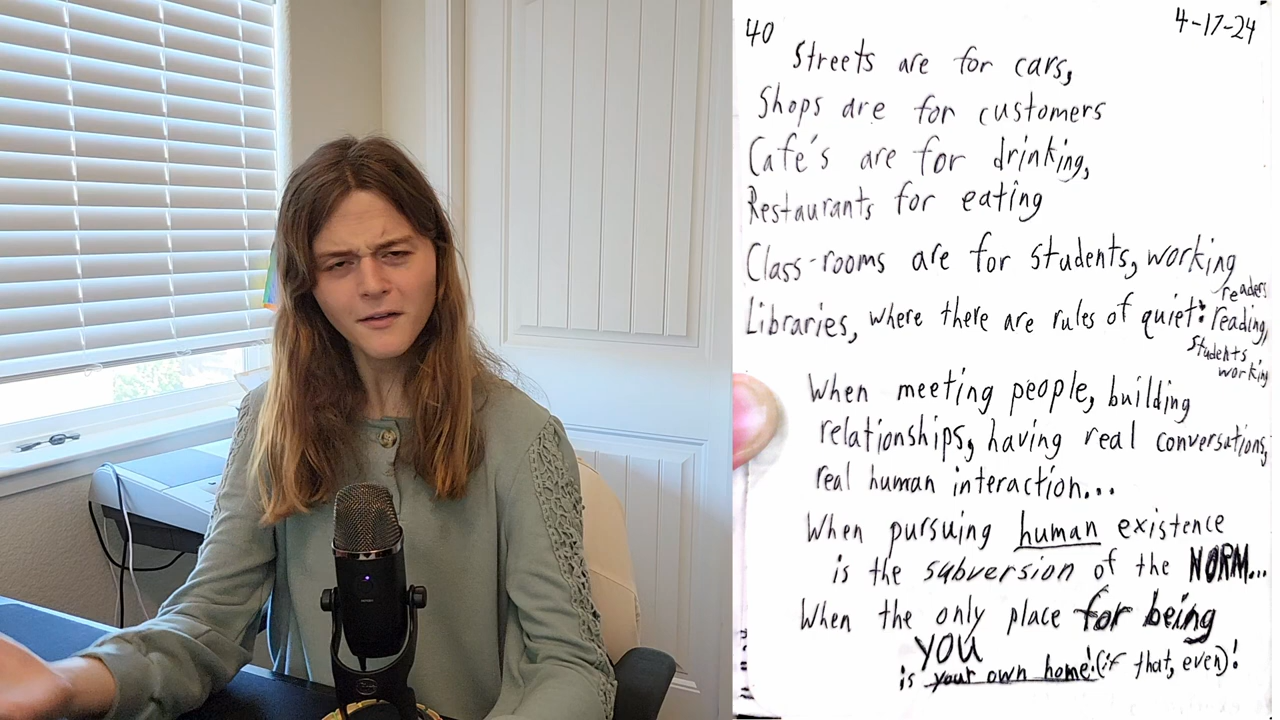 40
4-17-24
Streets are for cars,
Shops are for customers
Cafe's are for drinking,
Restaurants for eating
Class-rooms are for students, working
readers
Libraries, where there are rules of quiet: reading,
students
working
When meeting people, building
relationships, having real conversations,
real human interaction...
When pursuing human existence
is the subversion of the NORM...
When the only place for being
YOU
is your own home! (if that, even)!